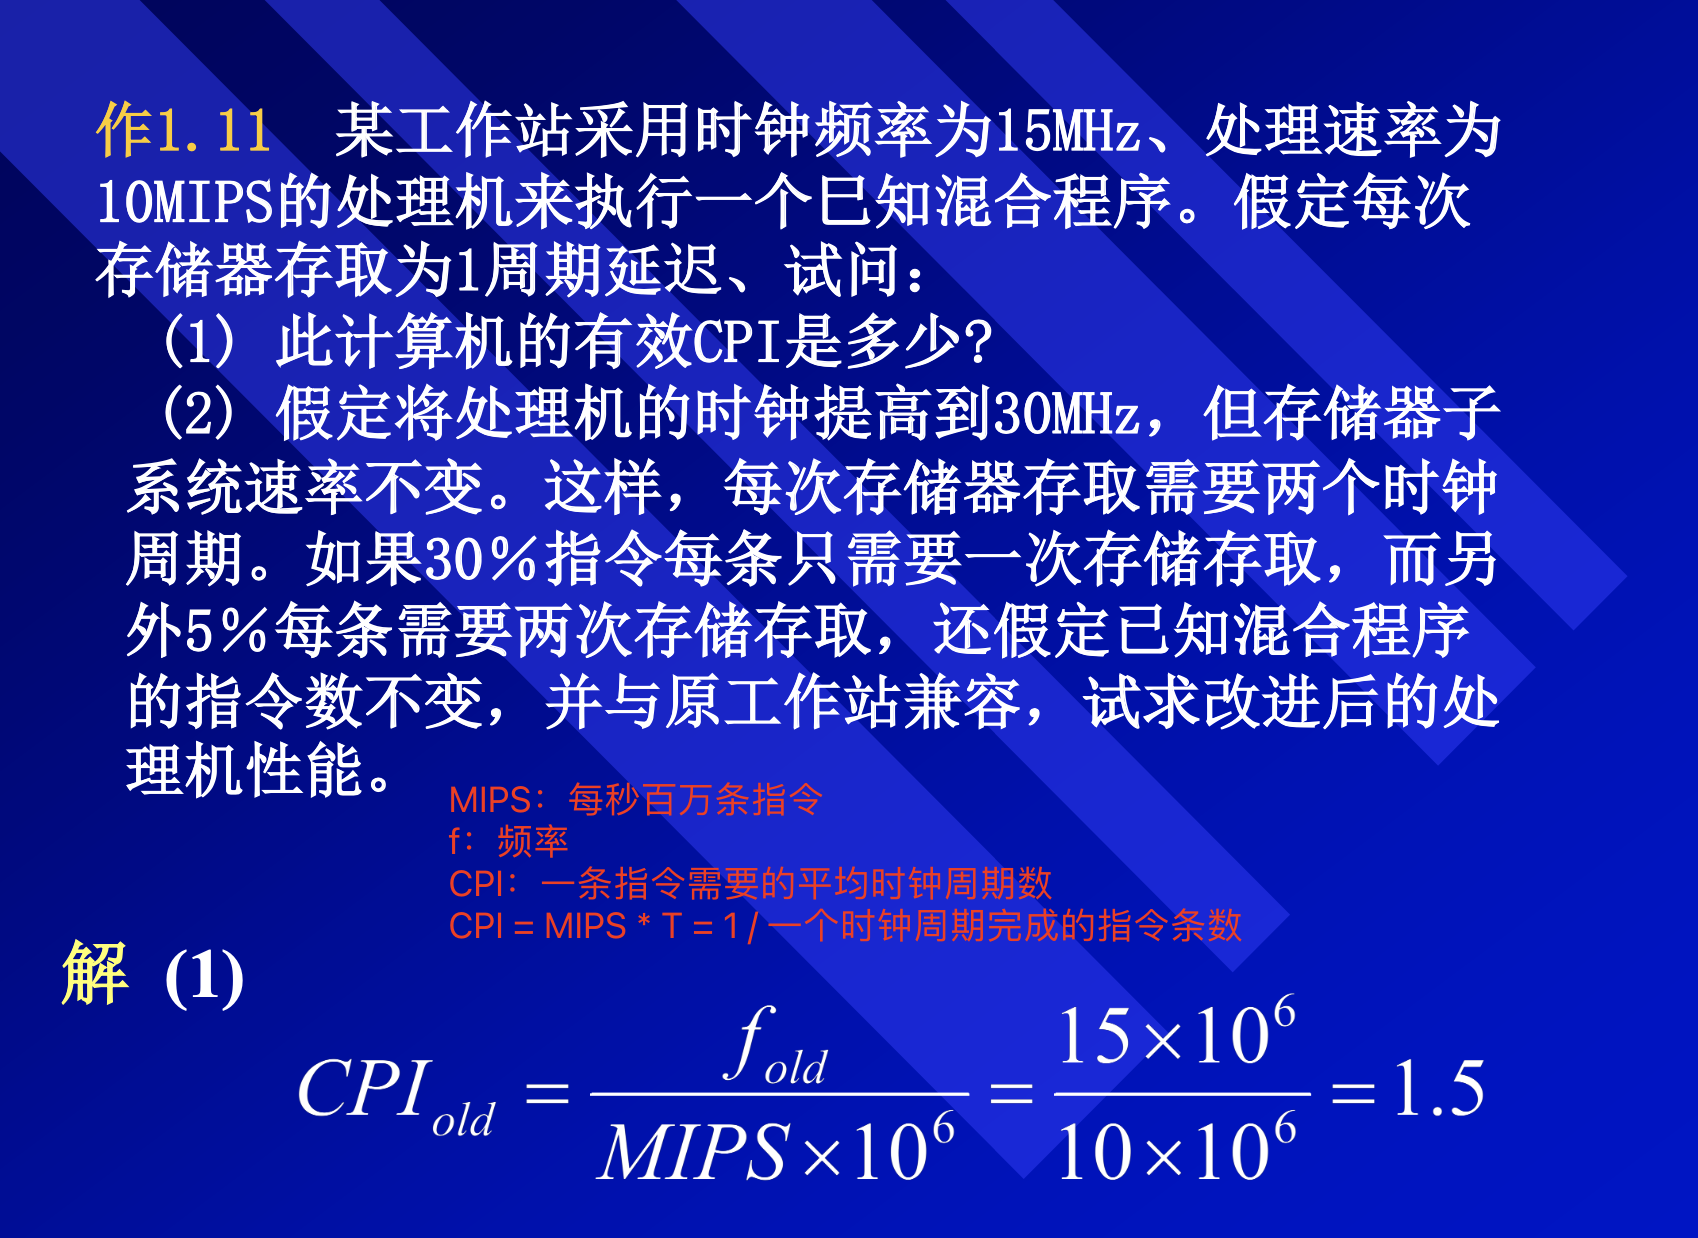 作1.11 某工作站采用时钟频率为15MHz、处理速率为
10MIPS的处理机来执行一个巳知混合程序。假定每次
存储器存取为1周期延迟、试问：
(1) 此计算机的有效CPI是多少?
(2) 假定将处理机的时钟提高到30MHz，但存储器子
系统速率不变。这样，每次存储器存取需要两个时钟
周期。如果30％指令每条只需要一次存储存取，而另
外5％每条需要两次存储存取，还假定已知混合程序
的指令数不变，并与原工作站兼容，试求改进后的处
理机性能。
MIPS：每秒百万条指令
f：频率
CPI：一条指令需要的平均时钟周期数
CPI = MIPS * T = 1 / 一个时钟周期完成的指令条数
解 (1)
CPI_old = f_old / (MIPS×10^6) = (15×10^6) / (10×10^6) = 1.5